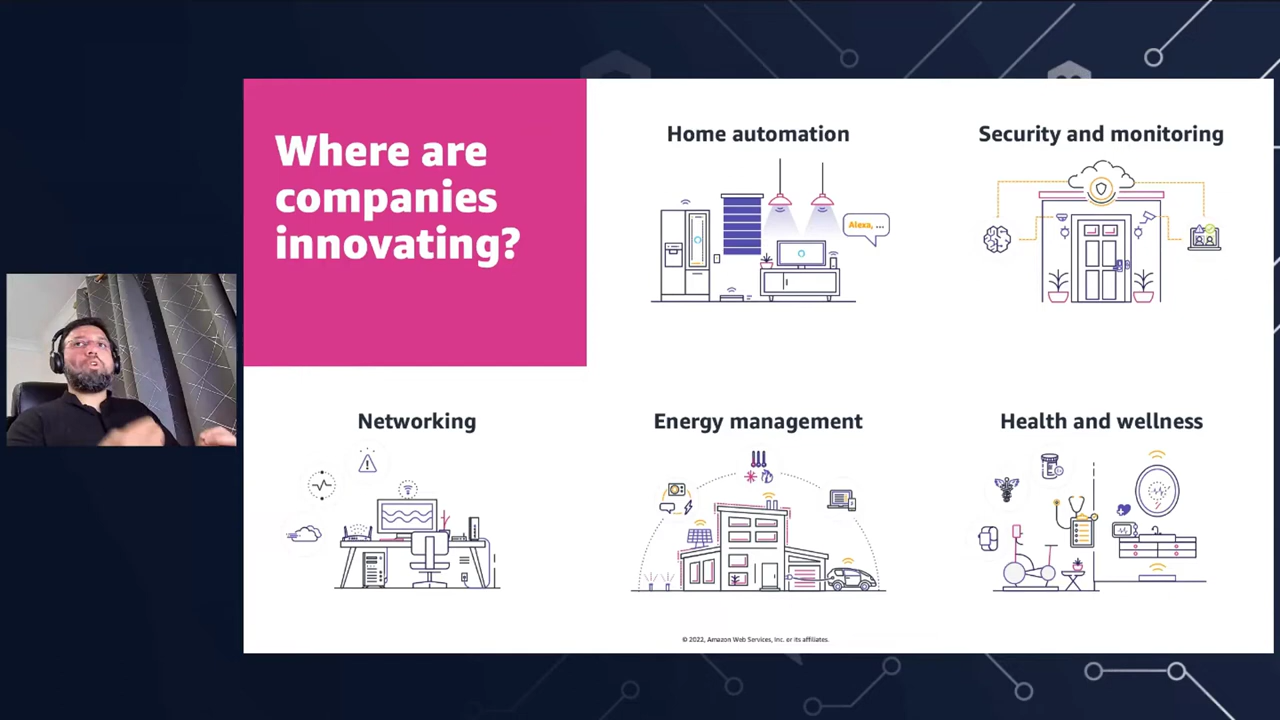 Where are
companies
innovating?
Home automation
Alexa, ...
Security and monitoring
Networking
Energy management
Health and wellness
© 2022, Amazon Web Services, Inc. or its affiliates.